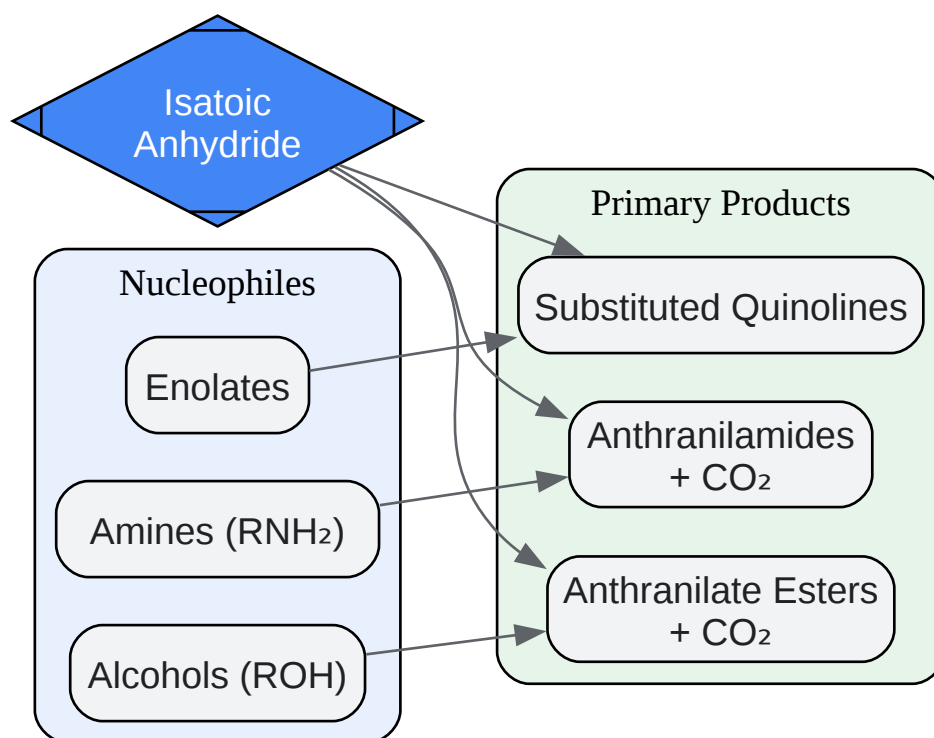 Isatoic
Anhydride
Nucleophiles
Enolates
Amines (RNH₂)
Alcohols (ROH)
Primary Products
Substituted Quinolines
Anthranilamides
+ CO₂
Anthranilate Esters
+ CO₂